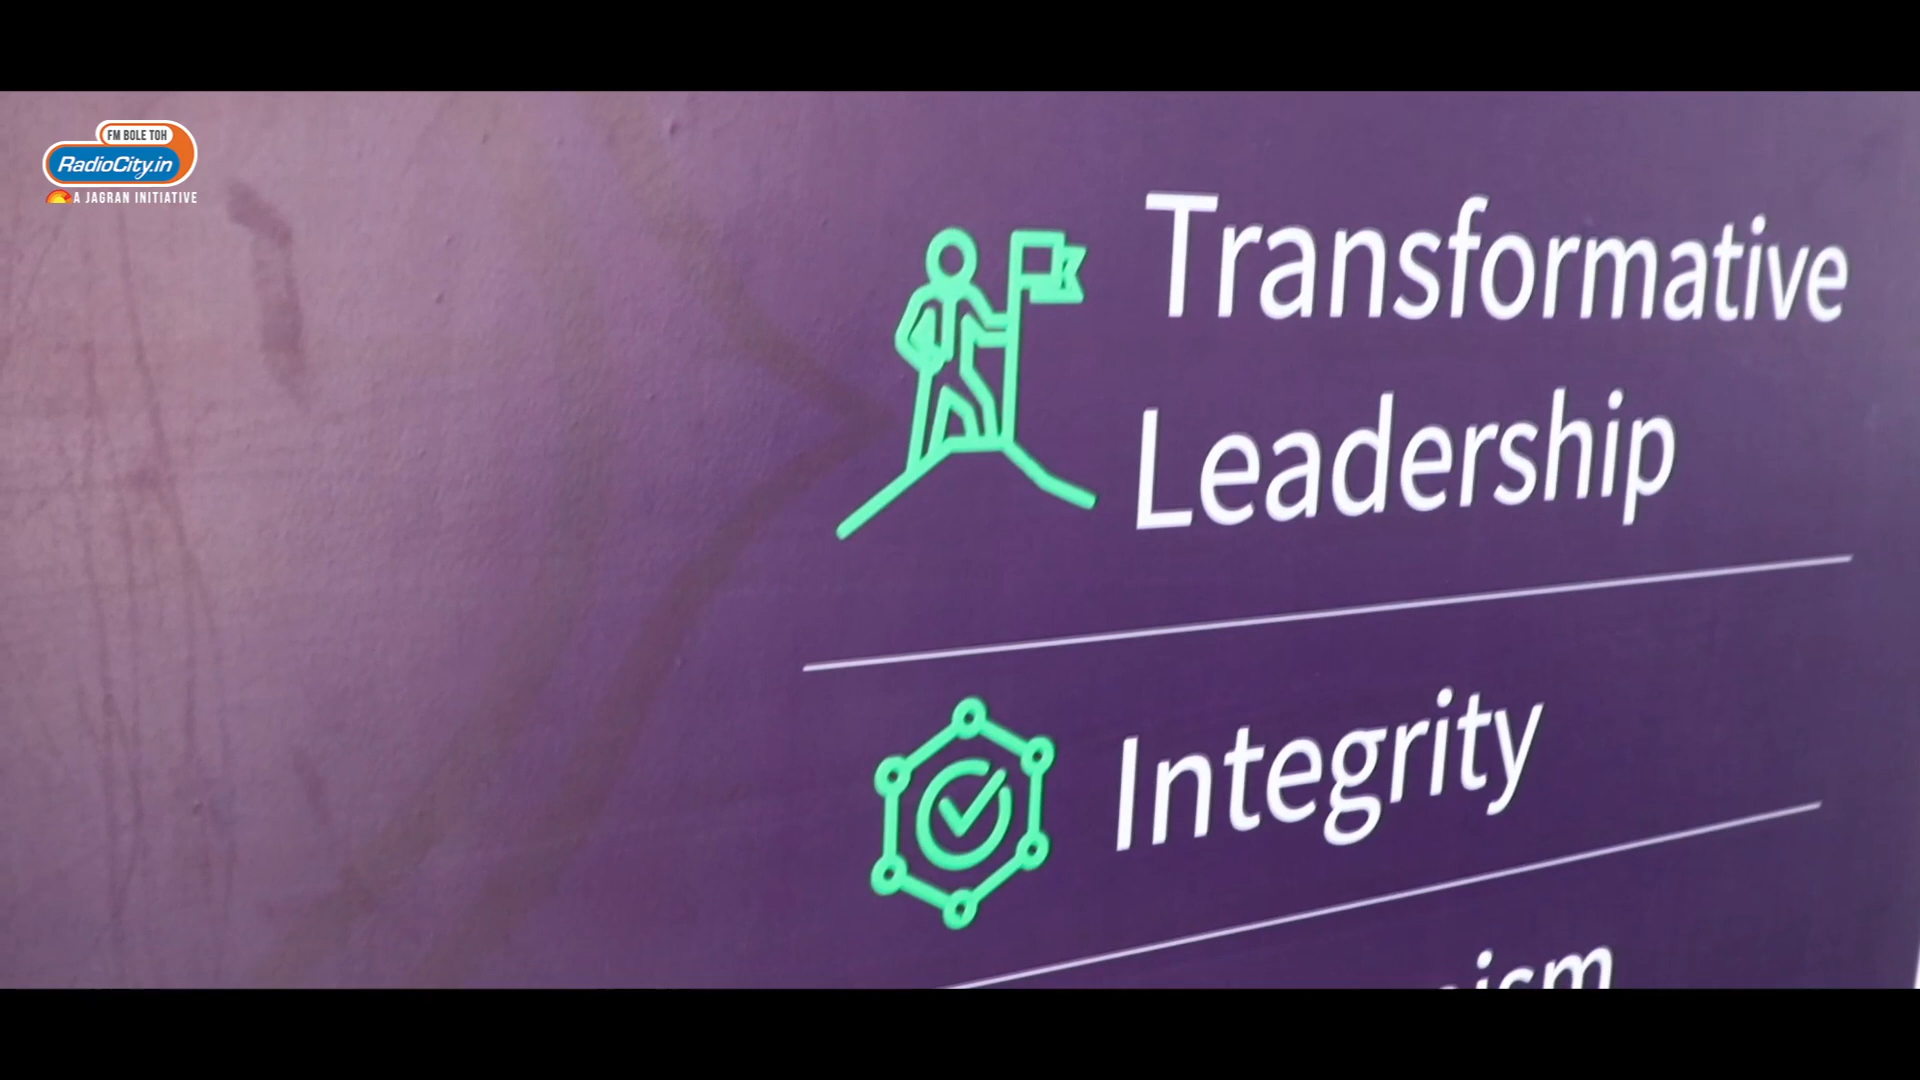 FM BOLE TOH
RadioCity.in
A JAGRAN INITIATIVE
Transformative
Leadership
Integrity